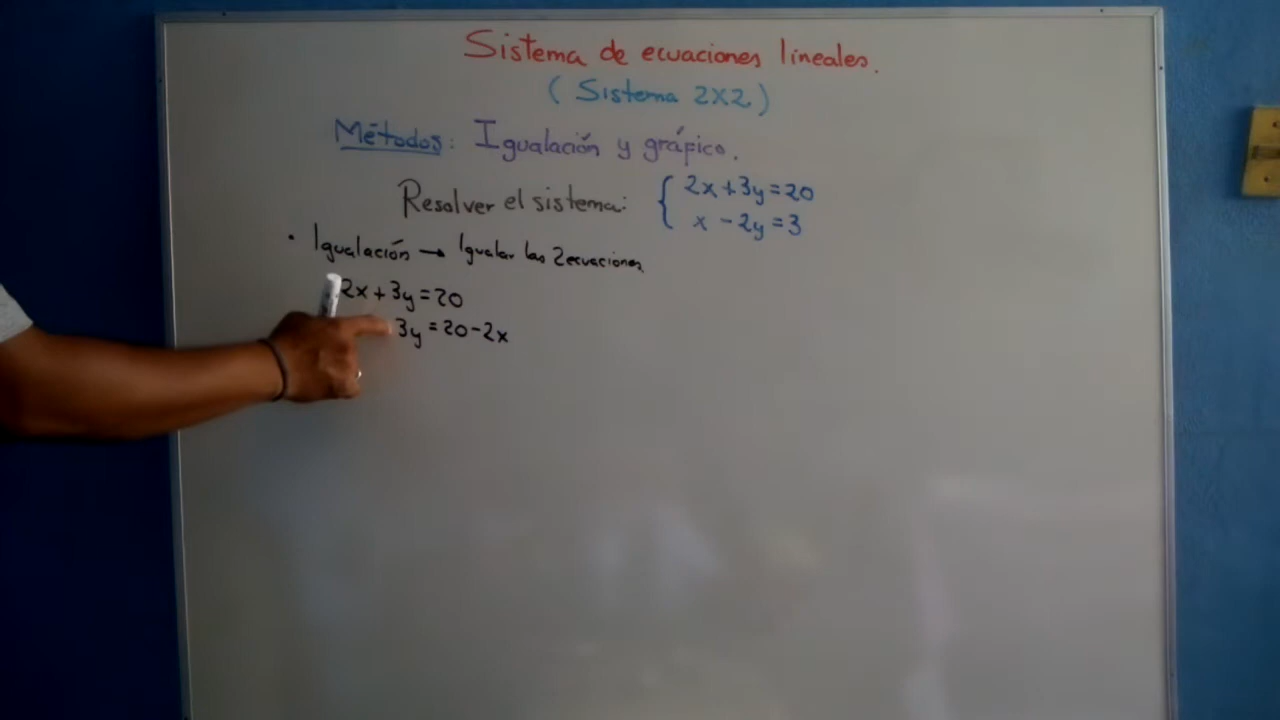 Sistema de ecuaciones lineales.
(Sistema 2x2)
Métodos: Igualación y gráfico.
Resolver el sistema: { 2x+3y=20
x-2y=3
· Igualación → Igualar las 2 ecuaciones
2x+3y=20
3y=20-2x